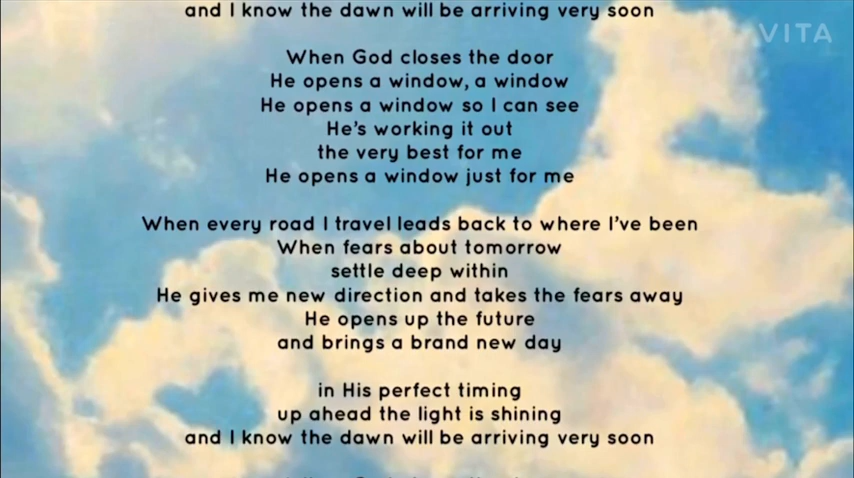 and I know the dawn will be arriving very soon
VITA
When God closes the door
He opens a window, a window
He opens a window so I can see
He's working it out
the very best for me
He opens a window just for me
When every road I travel leads back to where I've been
When fears about tomorrow
settle deep within
He gives me new direction and takes the fears away
He opens up the future
and brings a brand new day
in His perfect timing
up ahead the light is shining
and I know the dawn will be arriving very soon